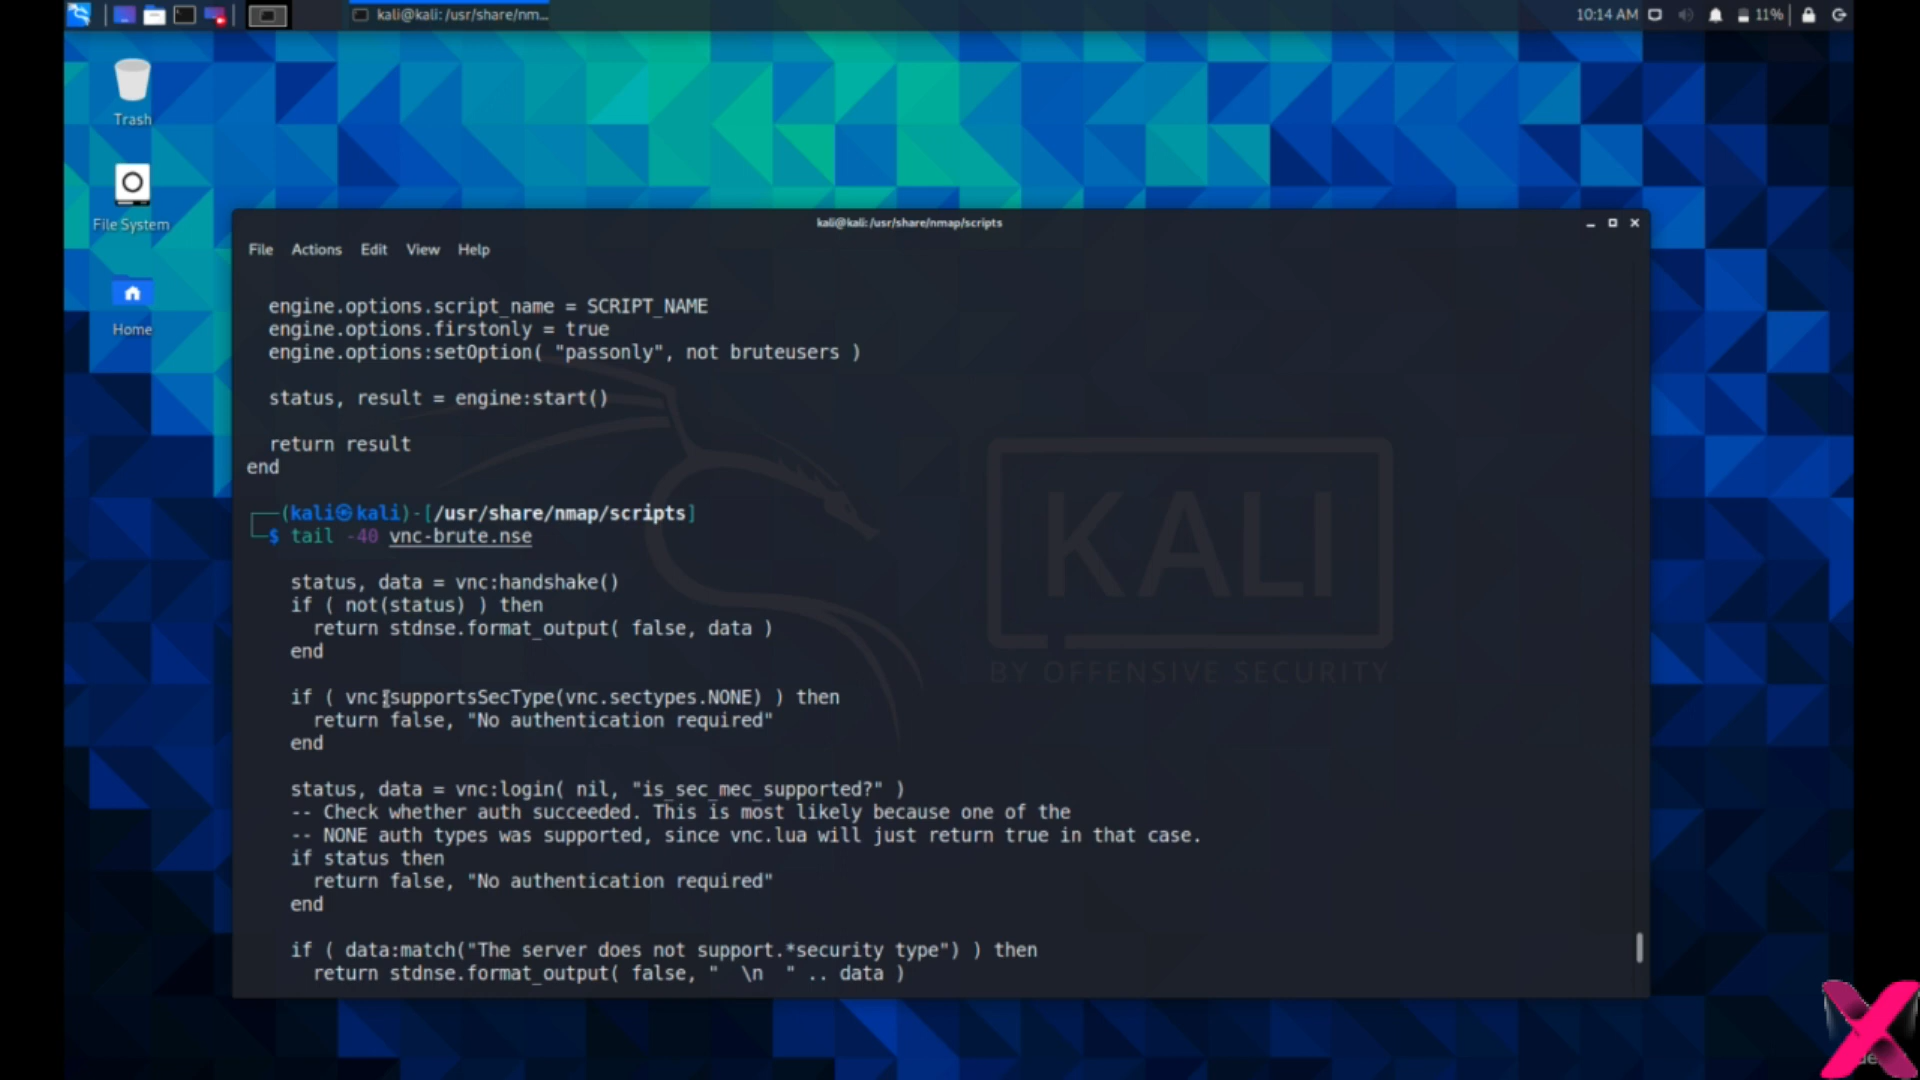 kali@kali: /usr/share/nm...
10:14 AM
11%
Trash
File System
Home
kali@kali: /usr/share/nmap/scripts
File Actions Edit View Help
engine.options.script_name = SCRIPT_NAME
engine.options.firstonly = true
engine.options:setOption( "passonly", not bruteusers )
status, result = engine:start()
return result
end
(kali㉿kali)-[/usr/share/nmap/scripts]
$ tail -40 vnc-brute.nse
status, data = vnc:handshake()
if ( not(status) ) then
return stdnse.format_output( false, data )
end
if ( vnc:supportsSecType(vnc.sectypes.NONE) ) then
return false, "No authentication required"
end
status, data = vnc:login( nil, "is_sec_mec_supported?" )
-- Check whether auth succeeded. This is most likely because one of the
-- NONE auth types was supported, since vnc.lua will just return true in that case.
if status then
return false, "No authentication required"
end
if ( data:match("The server does not support.*security type") ) then
return stdnse.format_output( false, "  \n  " .. data )
KALI
BY OFFENSIVE SECURITY